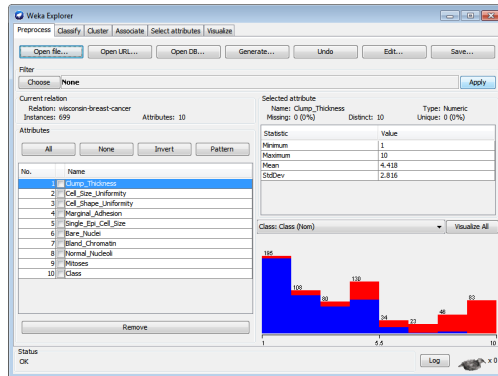 Weka Explorer
Preprocess Classify Cluster Associate Select attributes Visualize
Open file... Open URL... Open DB... Generate... Undo Edit... Save...
Filter
Choose None Apply
Current relation
Relation: wisconsin-breast-cancer
Instances: 699 Attributes: 10
Attributes
All None Invert Pattern
No. Name
1 Clump_Thickness
2 Cell_Size_Uniformity
3 Cell_Shape_Uniformity
4 Marginal_Adhesion
5 Single_Epi_Cell_Size
6 Bare_Nuclei
7 Bland_Chromatin
8 Normal_Nucleoli
9 Mitoses
10 Class
Remove
Selected attribute
Name: Clump_Thickness Type: Numeric
Missing: 0 (0%) Distinct: 10 Unique: 0 (0%)
Statistic Value
Minimum 1
Maximum 10
Mean 4.418
StdDev 2.816
Class: Class (Nom) Visualize All
195
108
80
130
34
23
46
83
1 5.5 10
Status
OK
Log x 0